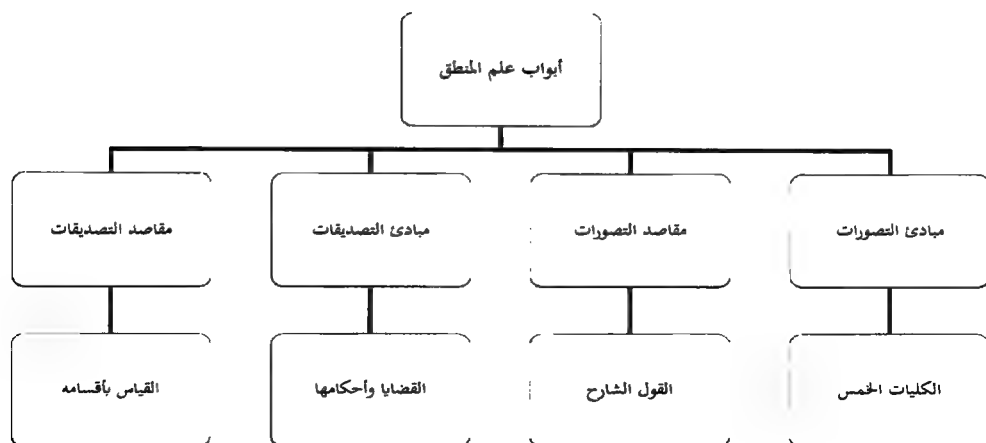 أبواب علم المنطق
مبادئ التصورات
مقاصد التصورات
مبادئ التصديقات
مقاصد التصديقات
الكليات الخمس
القول الشارح
القضايا وأحكامها
القياس بأقسامه